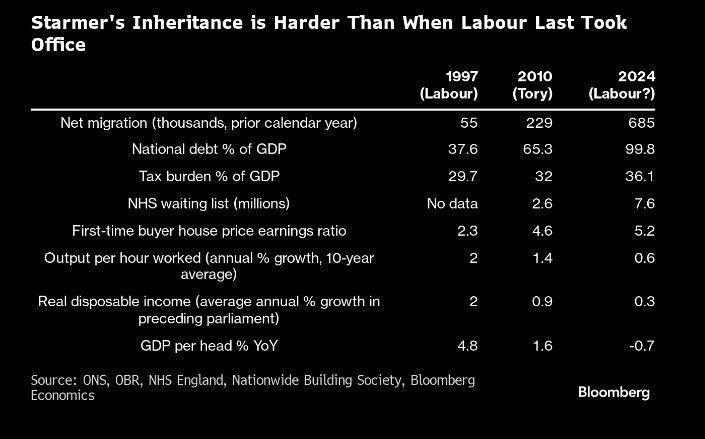 Starmer's Inheritance is Harder Than When Labour Last Took
Office
1997 2010 2024
(Labour) (Tory) (Labour?)
Net migration (thousands, prior calendar year) 55 229 685
National debt % of GDP 37.6 65.3 99.8
Tax burden % of GDP 29.7 32 36.1
NHS waiting list (millions) No data 2.6 7.6
First-time buyer house price earnings ratio 2.3 4.6 5.2
Output per hour worked (annual % growth, 10-year 2 1.4 0.6
average)
Real disposable income (average annual % growth in 2 0.9 0.3
preceding parliament)
GDP per head % YoY 4.8 1.6 -0.7
Source: ONS, OBR, NHS England, Nationwide Building Society, Bloomberg
Economics
Bloomberg